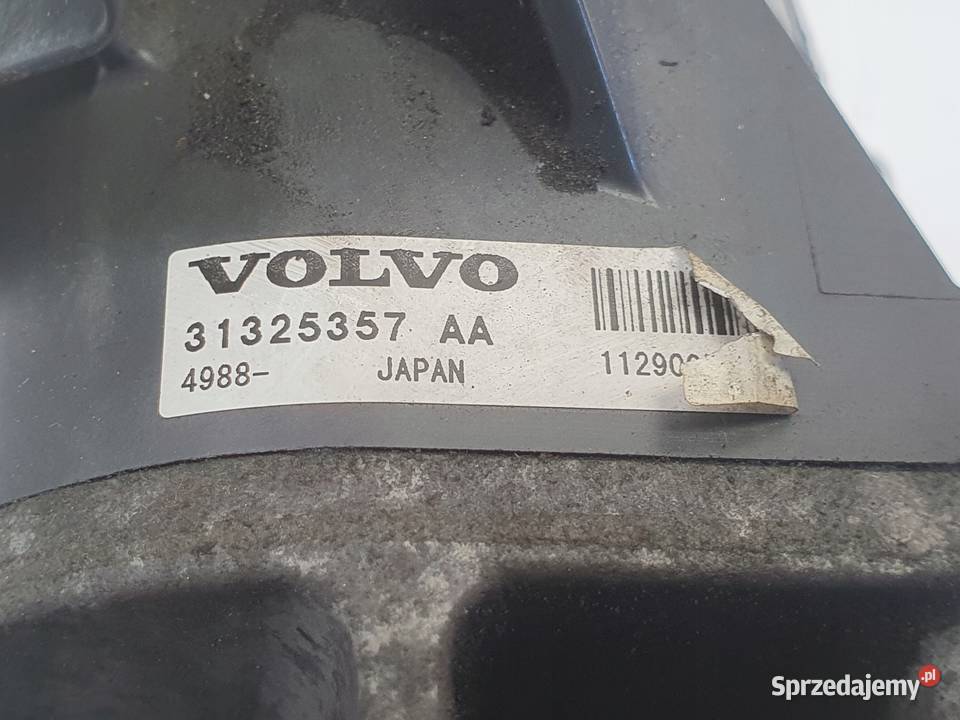 VOLVO
31325357 AA
4988- JAPAN
Sprzedajemy.pl